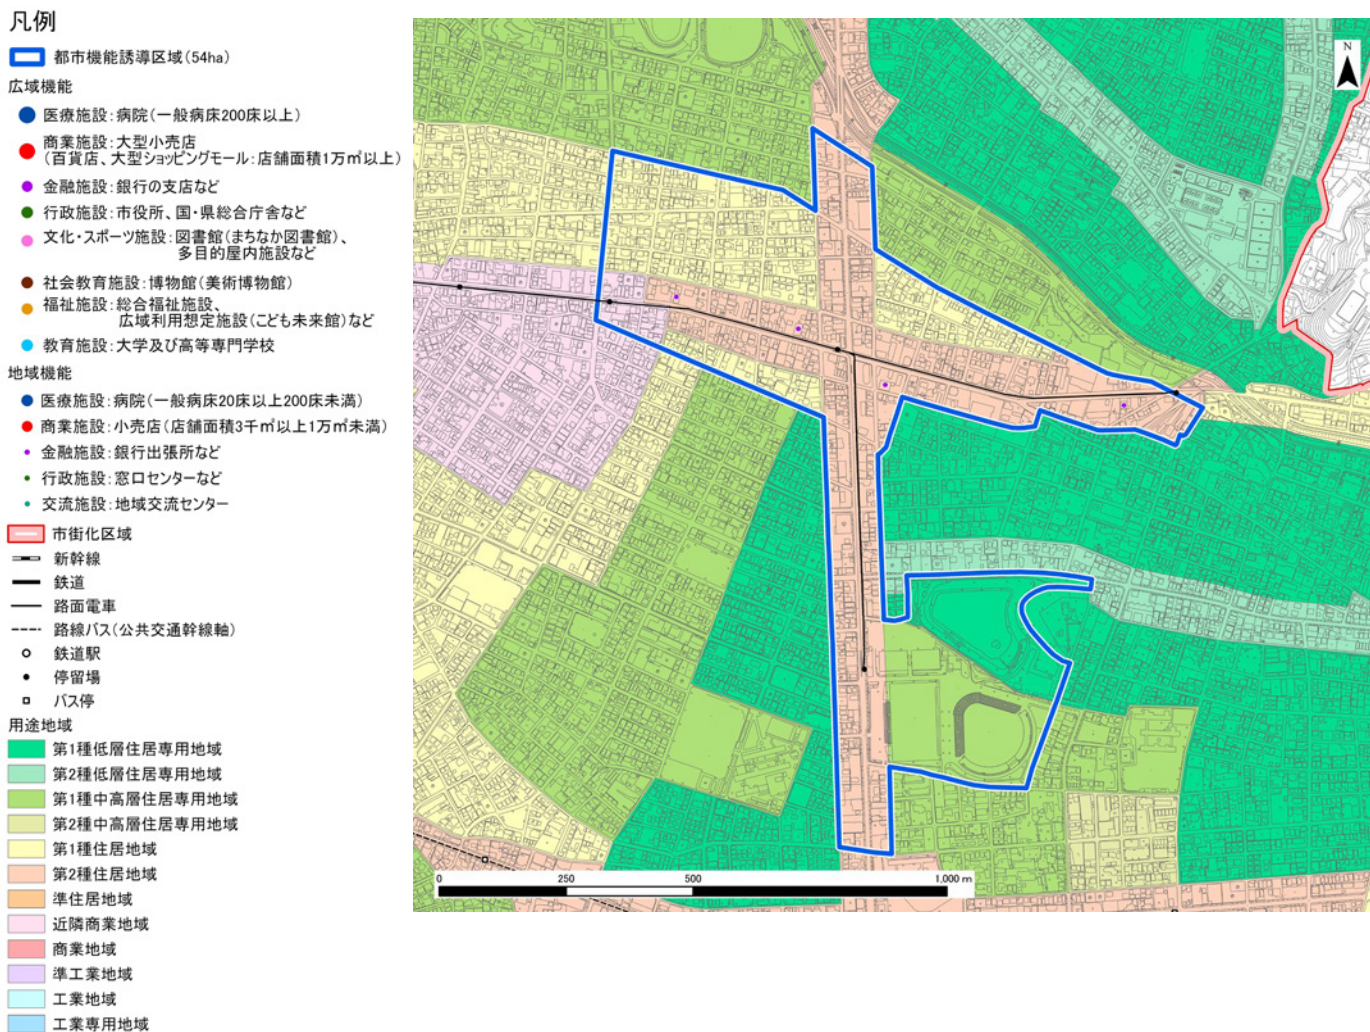 凡例
都市機能誘導区域(54ha)
広域機能
医療施設:病院(一般病床200床以上)
商業施設:大型小売店
(百貨店、大型ショッピングモール:店舗面積1万㎡以上)
金融施設:銀行の支店など
行政施設:市役所、国・県総合庁舎など
文化・スポーツ施設:図書館(まちなか図書館)、
多目的屋内施設など
社会教育施設:博物館(美術博物館)
福祉施設:総合福祉施設、
広域利用想定施設(こども未来館)など
教育施設:大学及び高等専門学校
地域機能
医療施設:病院(一般病床20床以上200床未満)
商業施設:小売店(店舗面積3千㎡以上1万㎡未満)
金融施設:銀行出張所など
行政施設:窓口センターなど
交流施設:地域交流センター
市街化区域
新幹線
鉄道
路面電車
路線バス(公共交通幹線軸)
鉄道駅
停留場
バス停
用途地域
第1種低層住居専用地域
第2種低層住居専用地域
第1種中高層住居専用地域
第2種中高層住居専用地域
第1種住居地域
第2種住居地域
準住居地域
近隣商業地域
商業地域
準工業地域
工業地域
工業専用地域
N
0 250 500 1,000 m